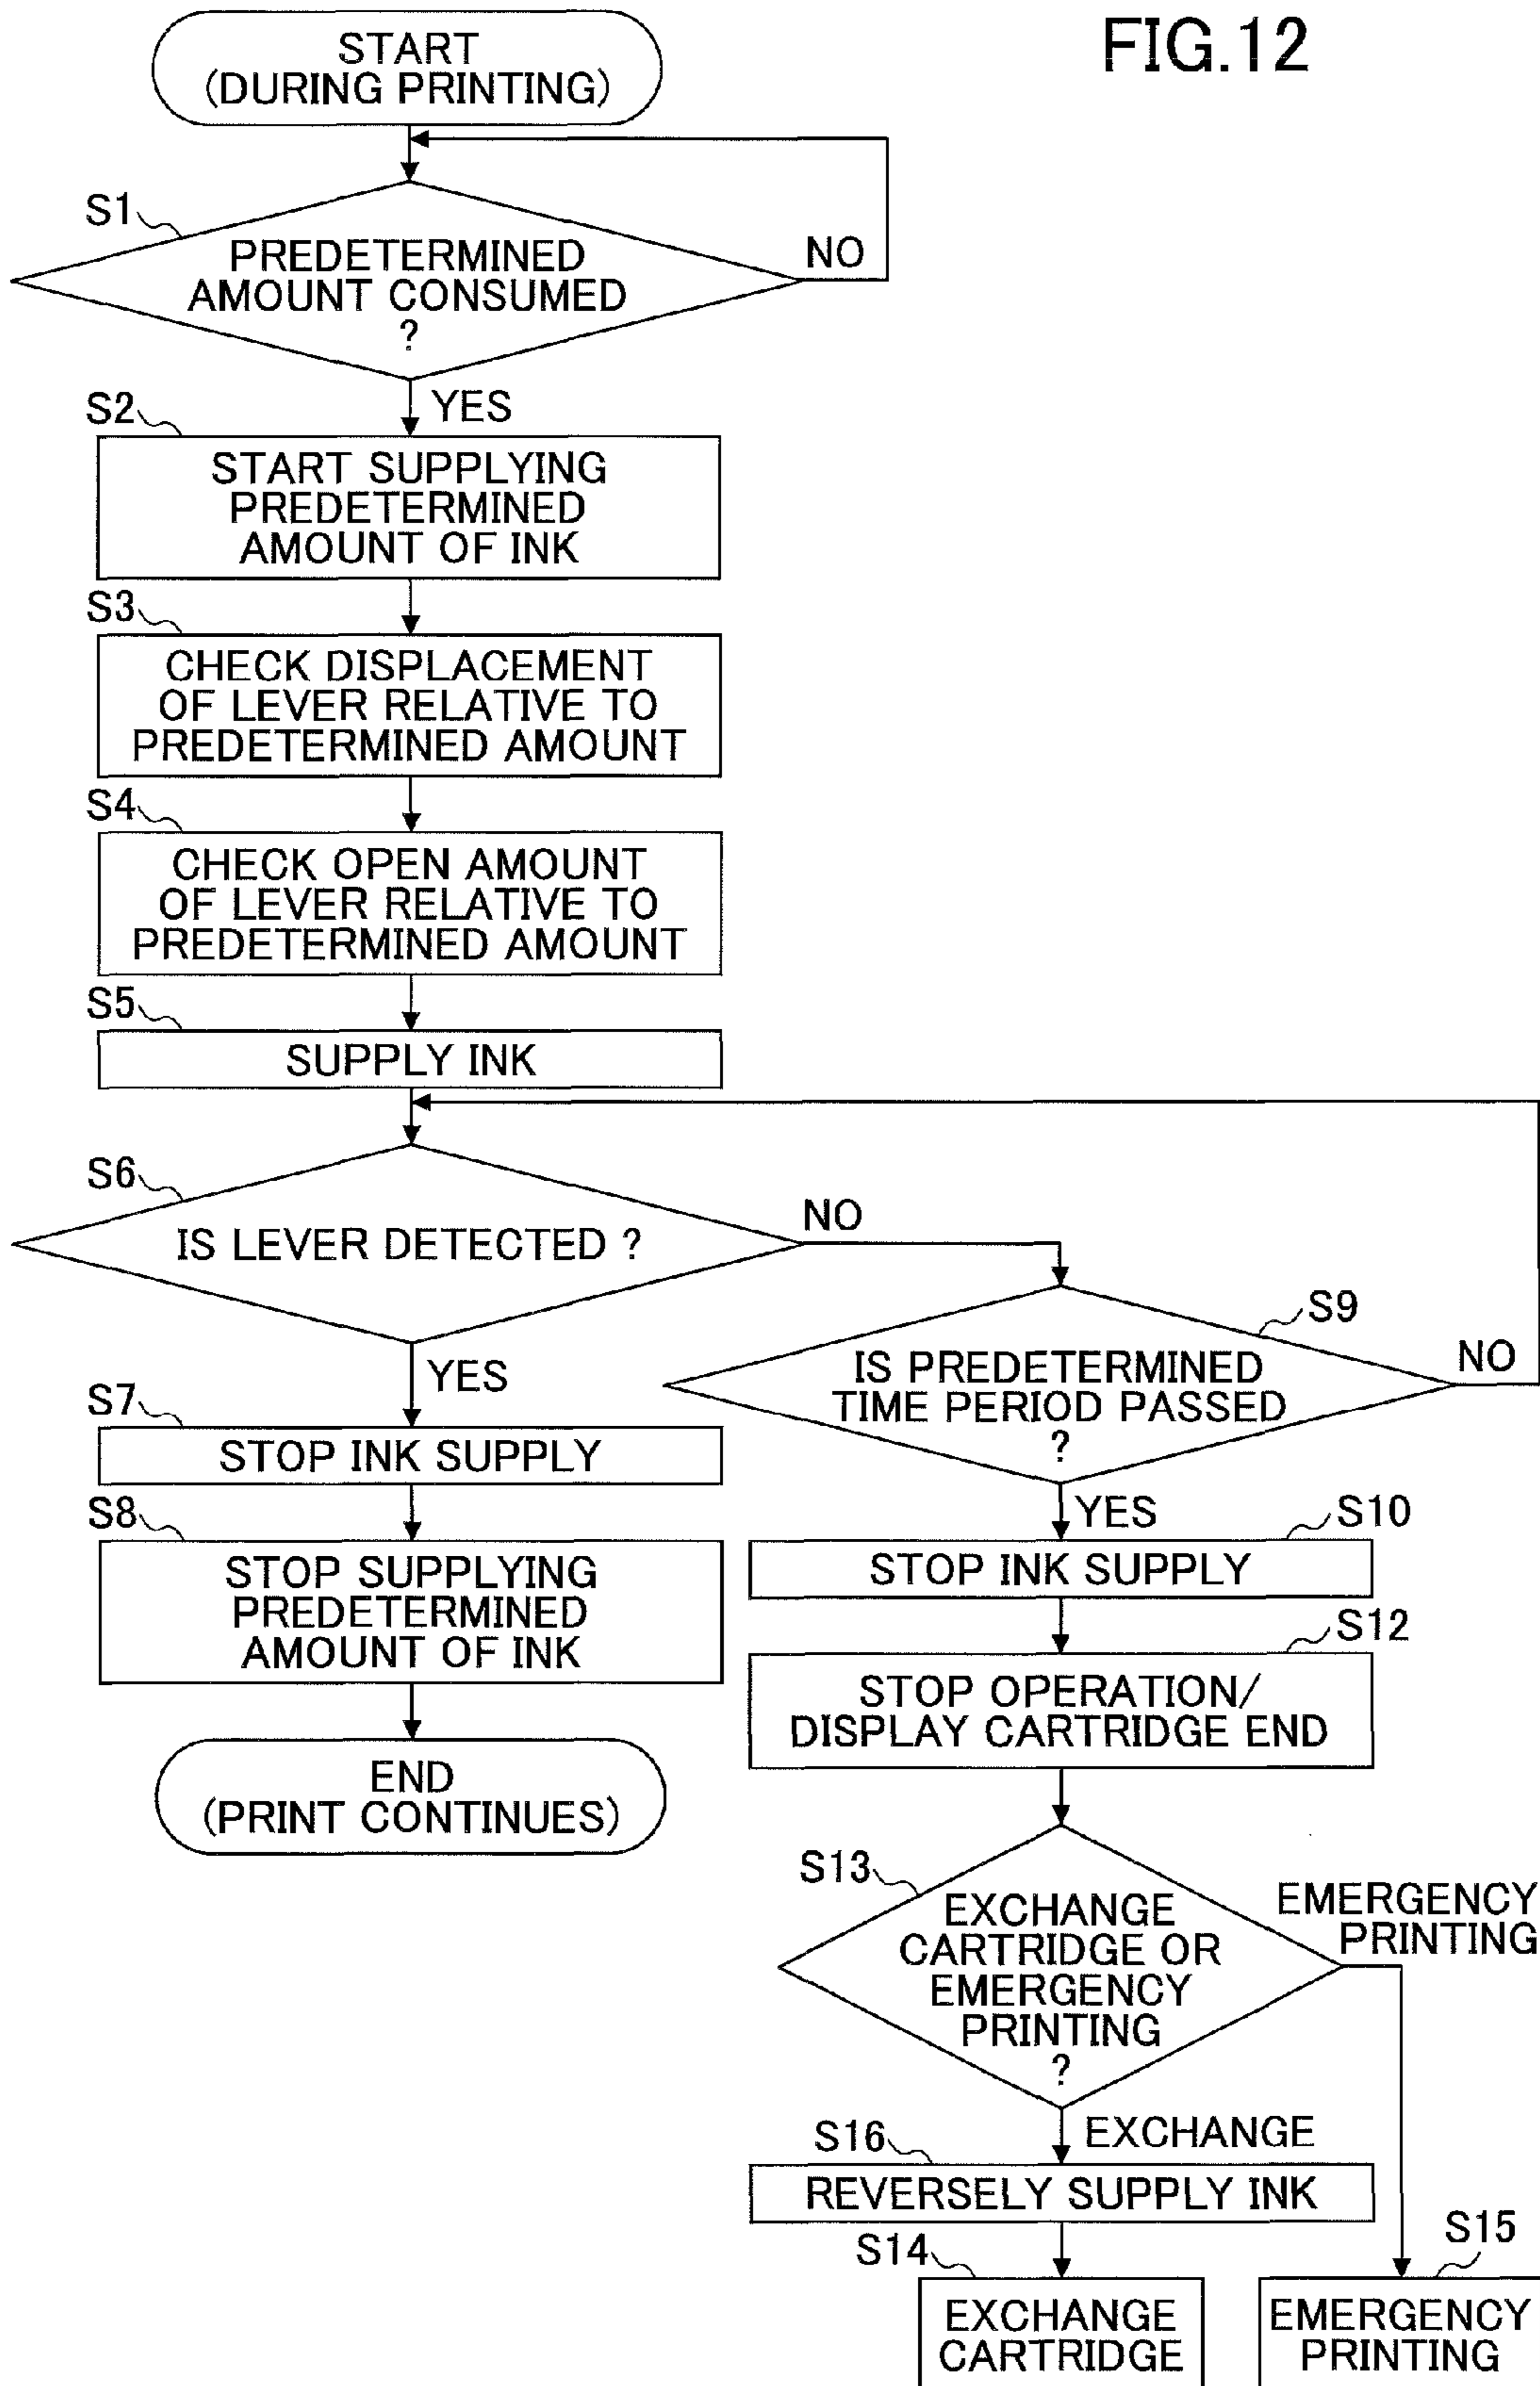 FIG.12
START
(DURING PRINTING)
S1
PREDETERMINED
AMOUNT CONSUMED
?
NO
YES
S2
START SUPPLYING
PREDETERMINED
AMOUNT OF INK
S3
CHECK DISPLACEMENT
OF LEVER RELATIVE TO
PREDETERMINED AMOUNT
S4
CHECK OPEN AMOUNT
OF LEVER RELATIVE TO
PREDETERMINED AMOUNT
S5
SUPPLY INK
S6
IS LEVER DETECTED ?
NO
YES
S7
STOP INK SUPPLY
S8
STOP SUPPLYING
PREDETERMINED
AMOUNT OF INK
END
(PRINT CONTINUES)
S9
IS PREDETERMINED
TIME PERIOD PASSED
?
NO
YES
S10
STOP INK SUPPLY
S12
STOP OPERATION/
DISPLAY CARTRIDGE END
S13
EXCHANGE
CARTRIDGE OR
EMERGENCY
PRINTING
?
EMERGENCY
PRINTING
EXCHANGE
S16
REVERSELY SUPPLY INK
S14
EXCHANGE
CARTRIDGE
S15
EMERGENCY
PRINTING